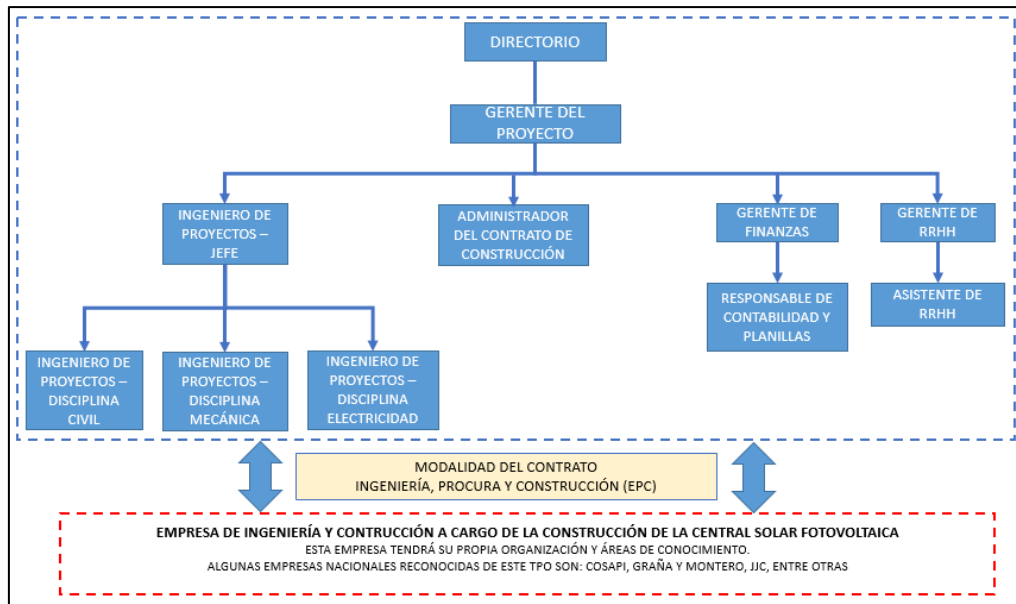 DIRECTORIO
GERENTE DEL
PROYECTO
INGENIERO DE
PROYECTOS –
JEFE
ADMINISTRADOR
DEL CONTRATO DE
CONSTRUCCIÓN
GERENTE DE
FINANZAS
GERENTE DE
RRHH
RESPONSABLE DE
CONTABILIDAD Y
PLANILLAS
ASISTENTE DE
RRHH
INGENIERO DE
PROYECTOS –
DISCIPLINA
CIVIL
INGENIERO DE
PROYECTOS –
DISCIPLINA
MECÁNICA
INGENIERO DE
PROYECTOS –
DISCIPLINA
ELECTRICIDAD
MODALIDAD DEL CONTRATO
INGENIERÍA, PROCURA Y CONSTRUCCIÓN (EPC)
EMPRESA DE INGENIERÍA Y CONTRUCCIÓN A CARGO DE LA CONSTRUCCIÓN DE LA CENTRAL SOLAR FOTOVOLTAICA
ESTA EMPRESA TENDRÁ SU PROPIA ORGANIZACIÓN Y ÁREAS DE CONOCIMIENTO.
ALGUNAS EMPRESAS NACIONALES RECONOCIDAS DE ESTE TPO SON: COSAPI, GRAÑA Y MONTERO, JJC, ENTRE OTRAS